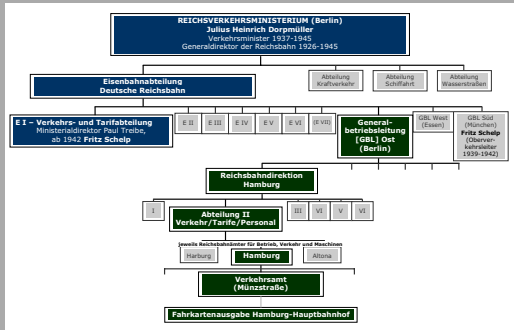 REICHSVERKEHRSMINISTERIUM (Berlin)
Julius Heinrich Dorpmüller
Verkehrsminister 1937-1945
Generaldirektor der Reichsbahn 1926-1945
Eisenbahnabteilung
Deutsche Reichsbahn
Abteilung
Kraftverkehr
Abteilung
Schifffahrt
Abteilung
Wasserstraßen
E I – Verkehrs- und Tarifabteilung
Ministerialdirektor Paul Treibe,
ab 1942 Fritz Schelp
E II
E III
E IV
E V
E VI
(E VII)
General-
betriebsleitung
[GBL] Ost
(Berlin)
GBL West
(Essen)
GBL Süd
(München)
Fritz Schelp
(Oberver-
kehrsleiter
1939-1942)
Reichsbahndirektion
Hamburg
I
Abteilung II
Verkehr/Tarife/Personal
III
VI
V
VI
jeweils Reichsbahnämter für Betrieb, Verkehr und Maschinen
Harburg
Hamburg
Altona
Verkehrsamt
(Münzstraße)
Fahrkartenausgabe Hamburg-Hauptbahnhof